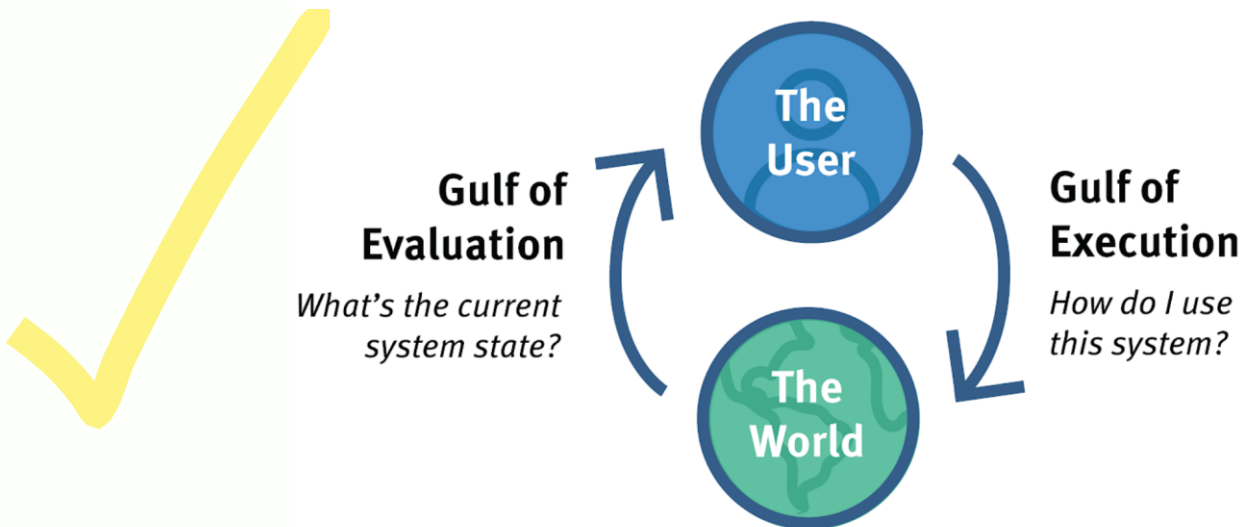 The
User
Gulf of
Evaluation
What's the current
system state?
Gulf of
Execution
How do I use
this system?
The
World